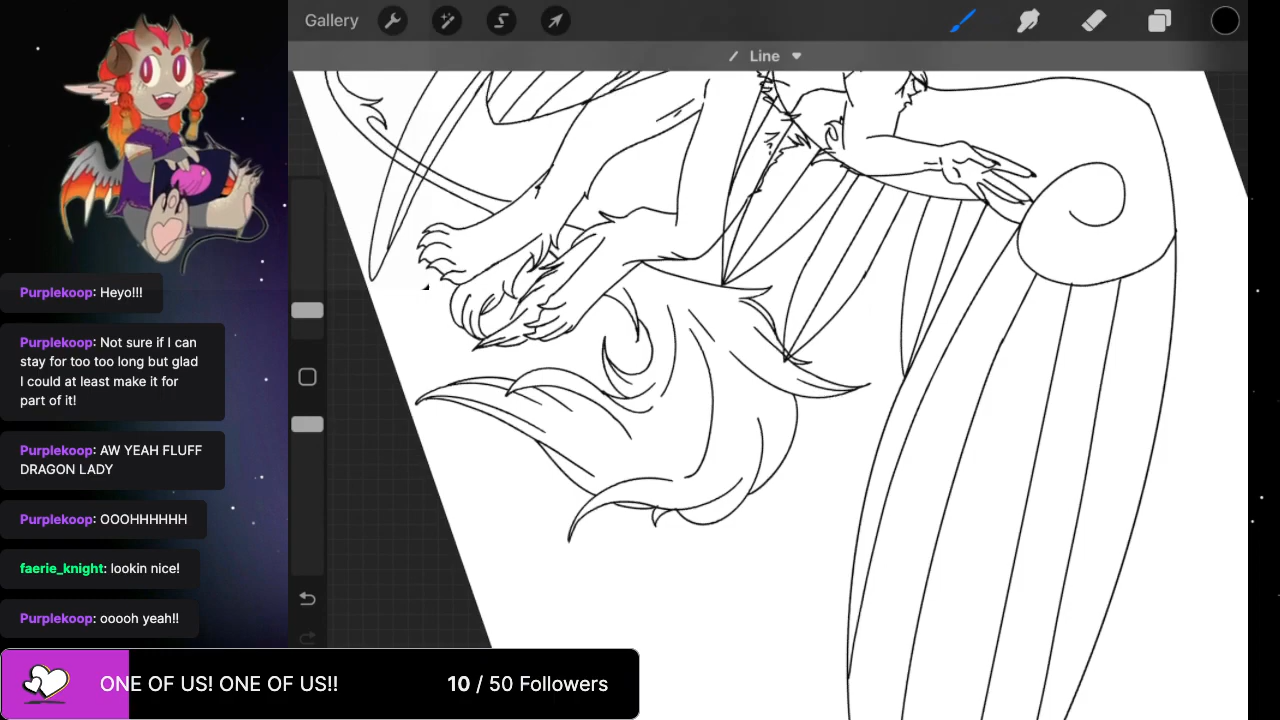 Gallery
Line
Purplekoop: Heyo!!!
Purplekoop: Not sure if I can
stay for too too long but glad
I could at least make it for
part of it!
Purplekoop: AW YEAH FLUFF
DRAGON LADY
Purplekoop: OOOHHHHHH
faerie_knight: lookin nice!
Purplekoop: ooooh yeah!!
ONE OF US! ONE OF US!! 10 / 50 Followers